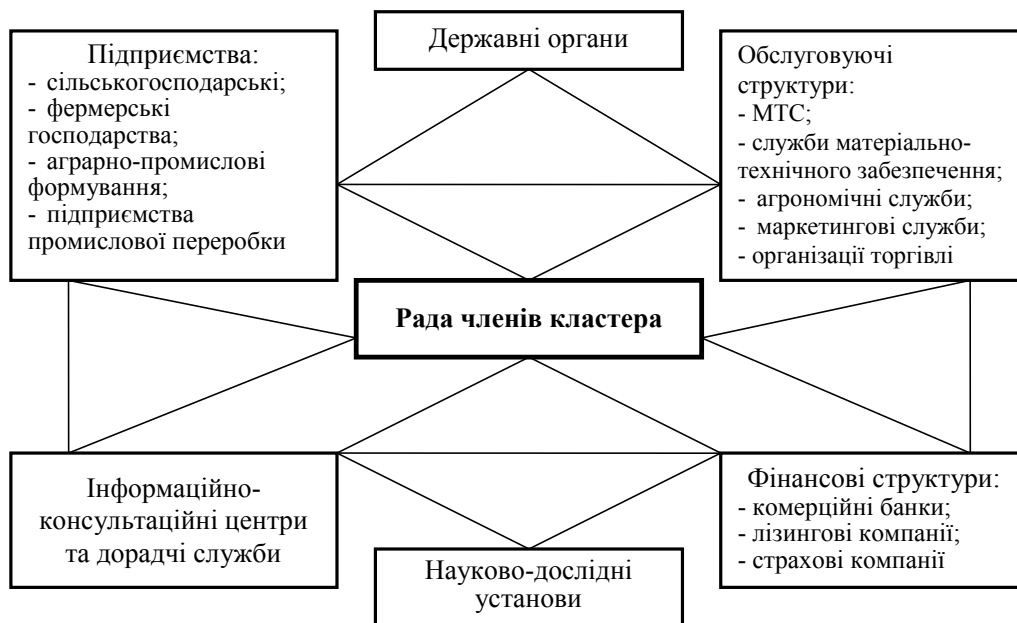 Підприємства:
- сільськогосподарські;
- фермерські
господарства;
- аграрно-промислові
формування;
- підприємства
промислової переробки
Державні органи
Обслуговуючі
структури:
- МТС;
- служби матеріально-
технічного забезпечення;
- агрономічні служби;
- маркетингові служби;
- організації торгівлі
Рада членів кластера
Інформаційно-
консультаційні центри
та дорадчі служби
Науково-дослідні
установи
Фінансові структури:
- комерційні банки;
- лізингові компанії;
- страхові компанії